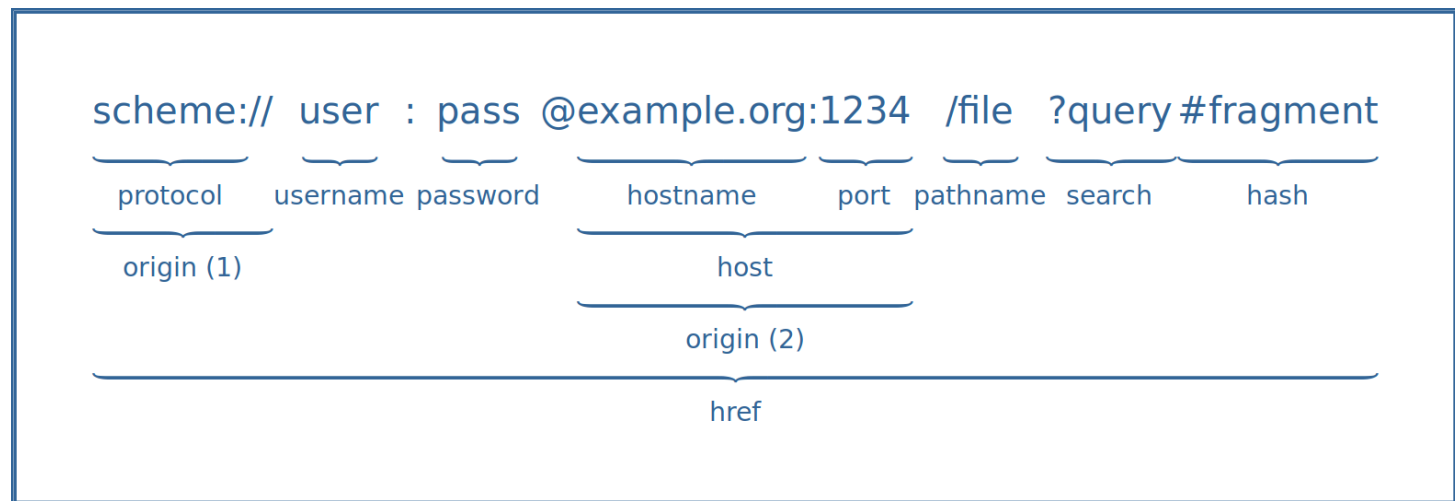 scheme:// user : pass @example.org:1234 /file ?query #fragment
protocol username password hostname port pathname search hash
origin (1) host
origin (2)
href